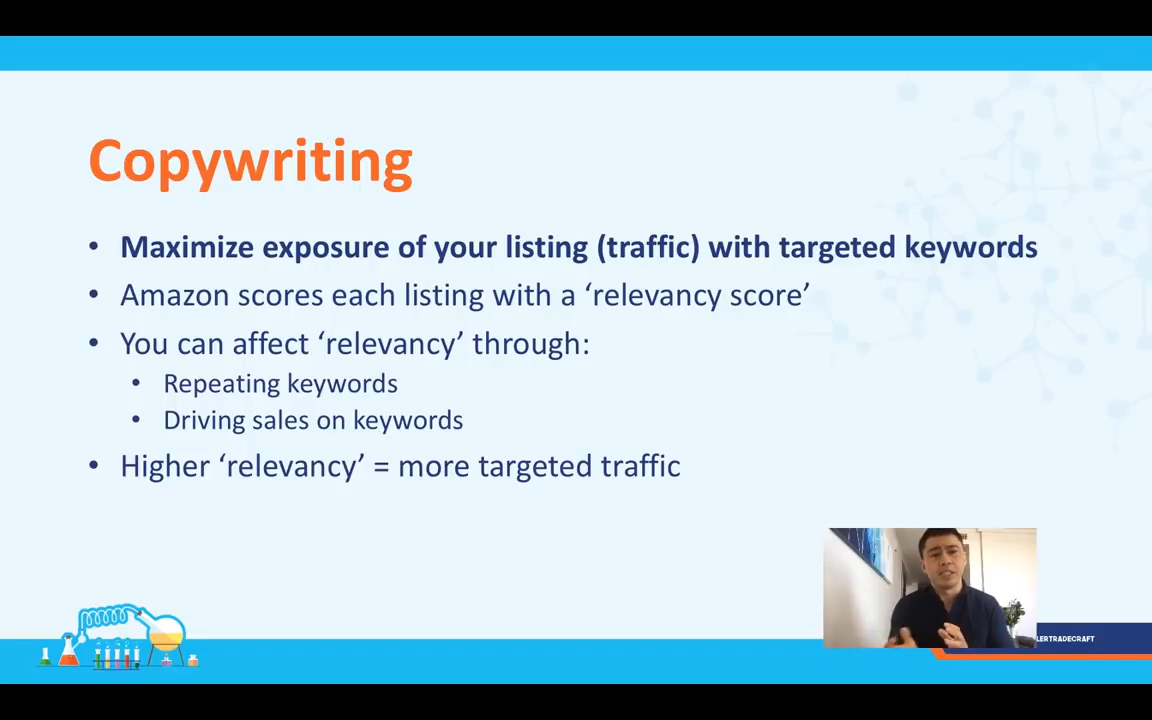 Copywriting
• Maximize exposure of your listing (traffic) with targeted keywords
• Amazon scores each listing with a ‘relevancy score’
• You can affect ‘relevancy’ through:
• Repeating keywords
• Driving sales on keywords
• Higher ‘relevancy’ = more targeted traffic
LERTRADECRAFT